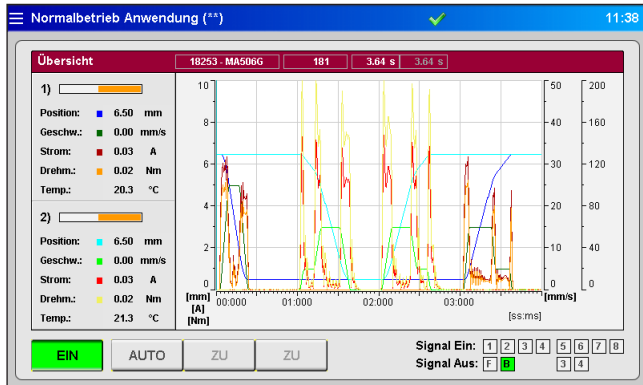 Normalbetrieb Anwendung (**) 11:38
Übersicht 18253 - MA506G 181 3.64 s 3.64 s
1)
Position: 6.50 mm
Geschw.: 0.00 mm/s
Strom: 0.03 A
Drehm.: 0.02 Nm
Temp.: 20.3 °C
2)
Position: 6.50 mm
Geschw.: 0.00 mm/s
Strom: 0.03 A
Drehm.: 0.02 Nm
Temp.: 21.3 °C
10 50 200
8 40 160
6 30 120
4 20 80
2 10 40
0 0 0
[mm] 00:000 01:000 02:000 03:000 [mm/s]
[A] [ss:ms]
[Nm]
EIN AUTO ZU ZU
Signal Ein: 1 2 3 4 5 6 7 8
Signal Aus: F B 3 4